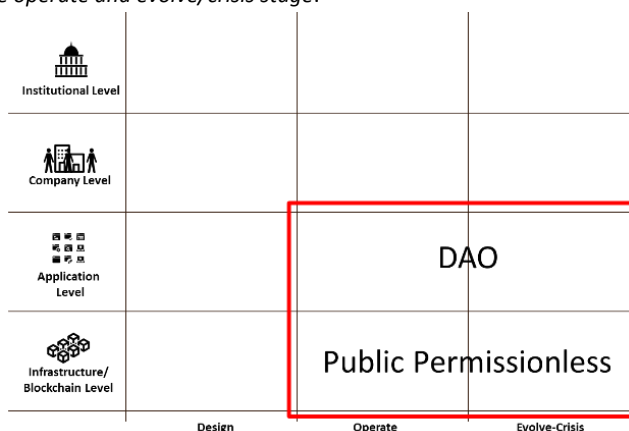 e operate and evolve/crisis stage.
Institutional Level
Company Level
Application
Level
DAO
Infrastructure/
Blockchain Level
Public Permissionless
Design
Operate
Evolve-Crisis